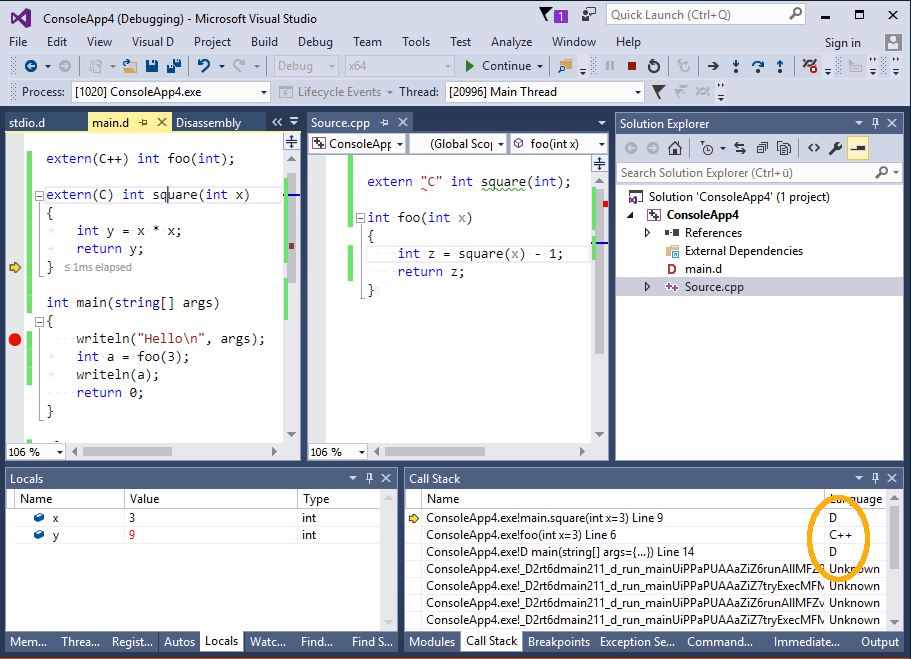 ConsoleApp4 (Debugging) - Microsoft Visual Studio
1
Quick Launch (Ctrl+Q)
File Edit View Visual D Project Build Debug Team Tools Test Analyze Window Help Sign in
Debug x64 Continue
Process: [1020] ConsoleApp4.exe Lifecycle Events Thread: [20996] Main Thread
stdio.d main.d Disassembly
extern(C++) int foo(int);
extern(C) int square(int x)
{
int y = x * x;
return y;
} ≤ 1ms elapsed
int main(string[] args)
{
writeln("Hello\n", args);
int a = foo(3);
writeln(a);
return 0;
}
106 %
Source.cpp
ConsoleApp (Global Scop foo(int x)
extern "C" int square(int);
int foo(int x)
{
int z = square(x) - 1;
return z;
}
106 %
Solution Explorer
Search Solution Explorer (Ctrl+ü)
Solution 'ConsoleApp4' (1 project)
ConsoleApp4
References
External Dependencies
D main.d
Source.cpp
Locals
Name Value Type
x 3 int
y 9 int
Mem... Threa... Regist... Autos Locals Watc... Find... Find S...
Call Stack
Name Language
ConsoleApp4.exe!main.square(int x=3) Line 9 D
ConsoleApp4.exe!foo(int x=3) Line 6 C++
ConsoleApp4.exe!D main(string[] args={...}) Line 14 D
ConsoleApp4.exe!_D2rt6dmain211_d_run_mainUiPPaPUAAaZiZ6runAllMFZ Unknown
ConsoleApp4.exe!_D2rt6dmain211_d_run_mainUiPPaPUAAaZiZ7tryExecMFM Unknown
ConsoleApp4.exe!_D2rt6dmain211_d_run_mainUiPPaPUAAaZiZ6runAllMFZv Unknown
ConsoleApp4.exe!_D2rt6dmain211_d_run_mainUiPPaPUAAaZiZ7tryExecMFM Unknown
Modules Call Stack Breakpoints Exception Se... Command... Immediate... Output